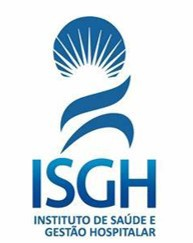 ISGH
INSTITUTO DE SAÚDE E
GESTÃO HOSPITALAR